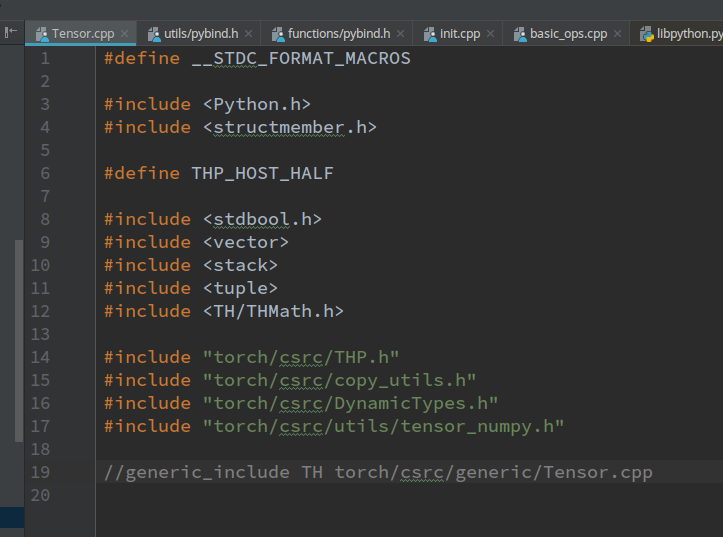 Tensor.cpp utils/pybind.h functions/pybind.h init.cpp basic_ops.cpp libpython.py
1 #define __STDC_FORMAT_MACROS
2
3 #include <Python.h>
4 #include <structmember.h>
5
6 #define THP_HOST_HALF
7
8 #include <stdbool.h>
9 #include <vector>
10 #include <stack>
11 #include <tuple>
12 #include <TH/THMath.h>
13
14 #include "torch/csrc/THP.h"
15 #include "torch/csrc/copy_utils.h"
16 #include "torch/csrc/DynamicTypes.h"
17 #include "torch/csrc/utils/tensor_numpy.h"
18
19 //generic_include TH torch/csrc/generic/Tensor.cpp
20